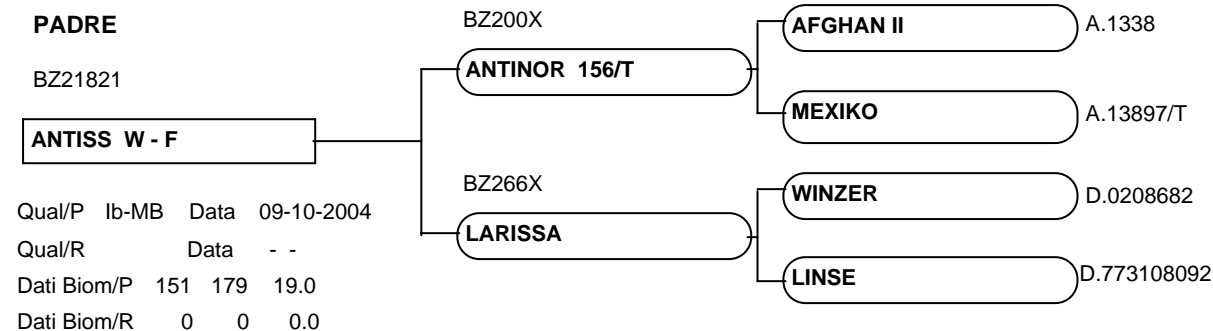 PADRE
BZ21821
ANTISS W - F
Qual/P Ib-MB Data 09-10-2004
Qual/R Data - -
Dati Biom/P 151 179 19.0
Dati Biom/R 0 0 0.0
BZ200X
ANTINOR 156/T
BZ266X
LARISSA
AFGHAN II A.1338
MEXIKO A.13897/T
WINZER D.0208682
LINSE D.773108092